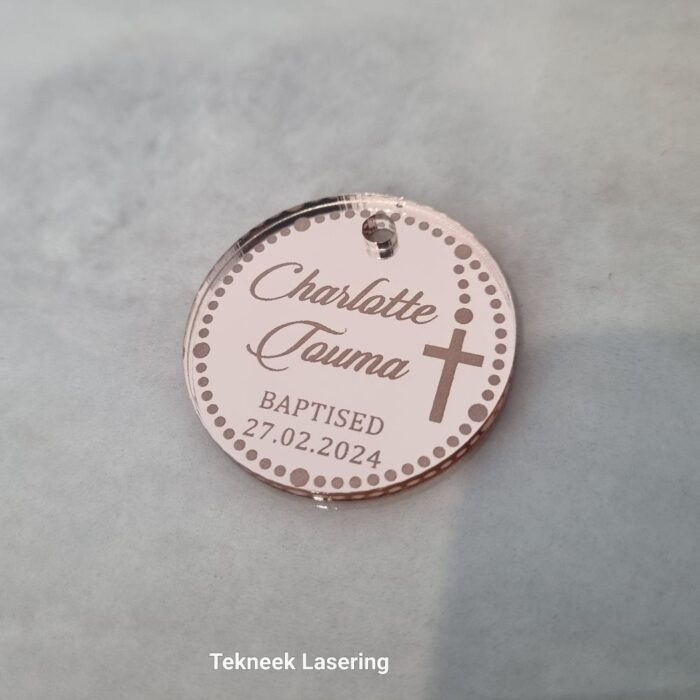 Charlotte
Touma
BAPTISED
27.02.2024
Tekneek Lasering